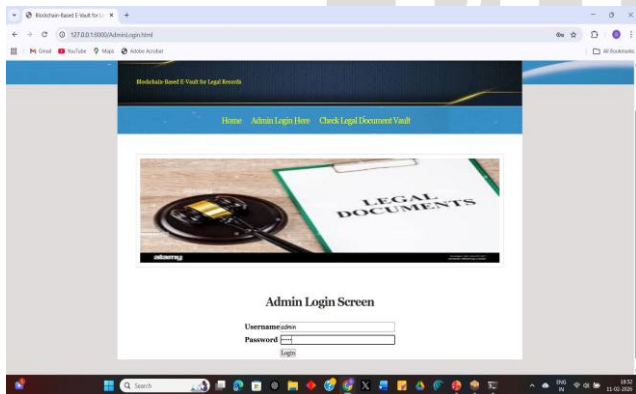 Blockchain-Based E-Vault for Le
127.0.0.1:8000/AdminLogin.html
Gmail YouTube Maps Adobe Acrobat All Bookmarks
Blockchain-Based E-Vault for Legal Records
Home Admin Login Here Check Legal Document Vault
LEGAL
DOCUMENTS
alamy
Admin Login Screen
Username admin
Password •••••
Login
Search
ENG
IN
18:52
11-02-2026